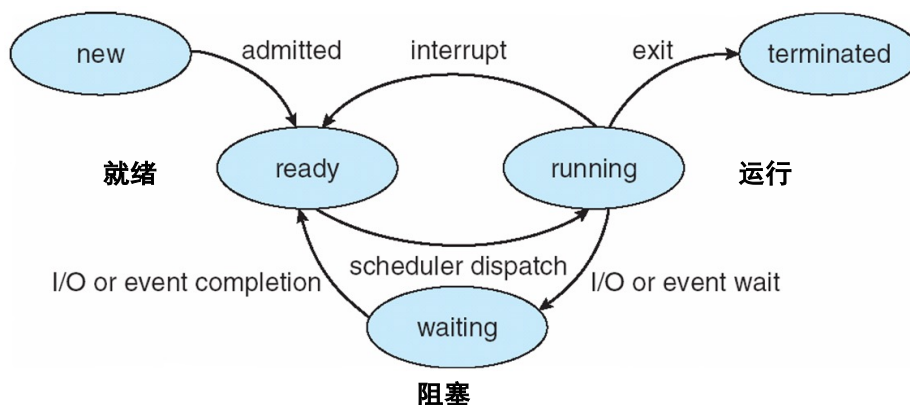 new
admitted
interrupt
exit
terminated
就绪
ready
running
运行
I/O or event completion
scheduler dispatch
I/O or event wait
waiting
阻塞